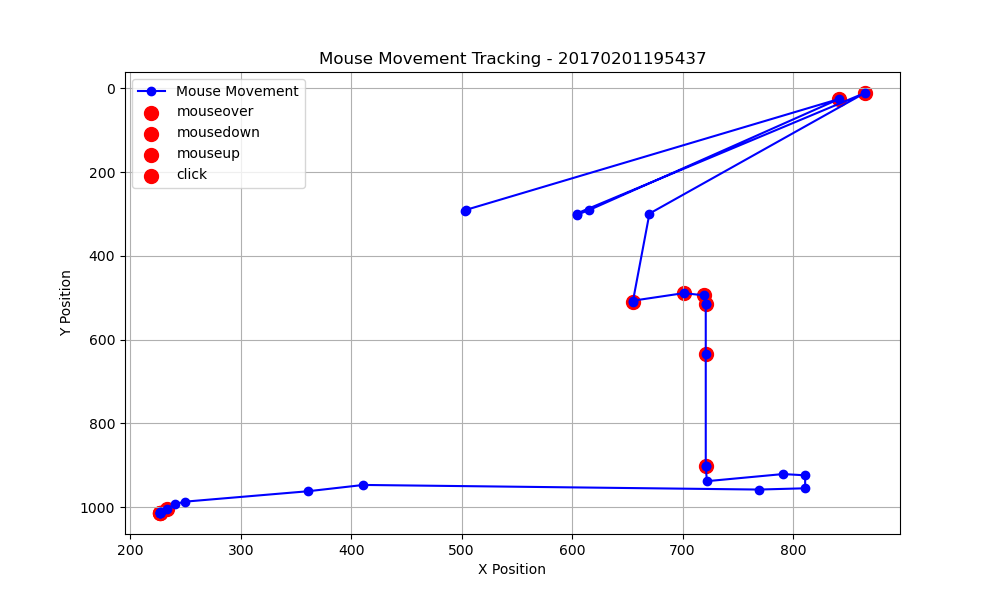 Mouse Movement Tracking - 20170201195437
Mouse Movement
mouseover
mousedown
mouseup
click
0
200
400
600
800
1000
Y Position
200 300 400 500 600 700 800
X Position